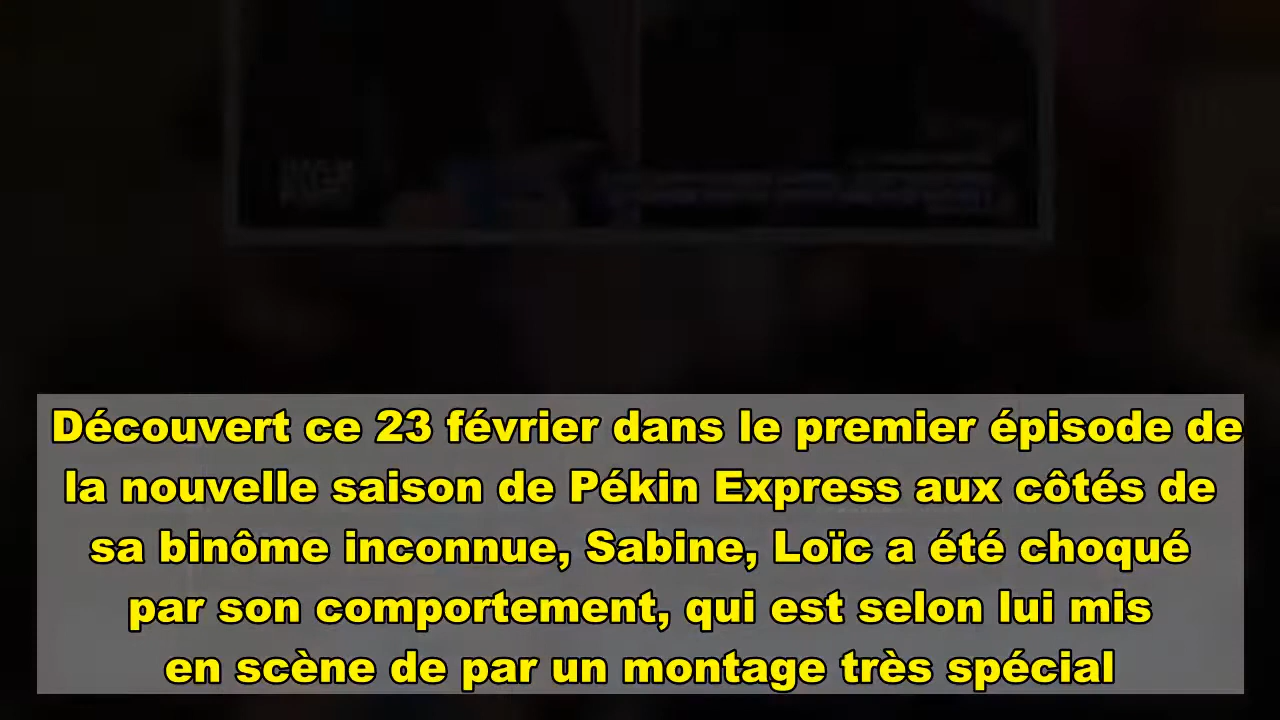 Découvert ce 23 février dans le premier épisode de
la nouvelle saison de Pékin Express aux côtés de
sa binôme inconnue, Sabine, Loïc a été choqué
par son comportement, qui est selon lui mis
en scène de par un montage très spécial